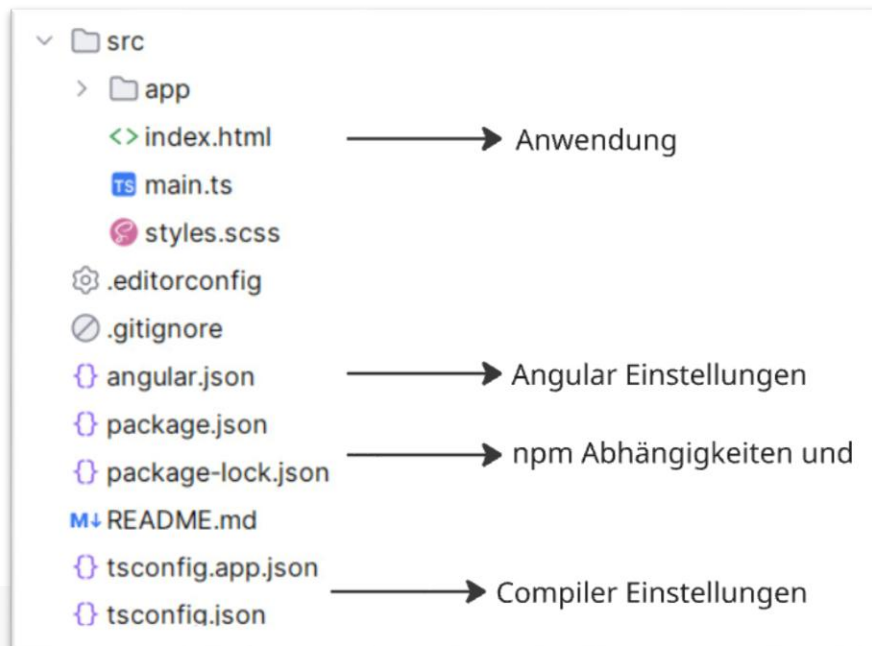 src
app
index.html Anwendung
TS main.ts
styles.scss
.editorconfig
.gitignore
{} angular.json Angular Einstellungen
{} package.json
npm Abhängigkeiten und
{} package-lock.json
M↓ README.md
{} tsconfig.app.json
Compiler Einstellungen
{} tsconfig.json